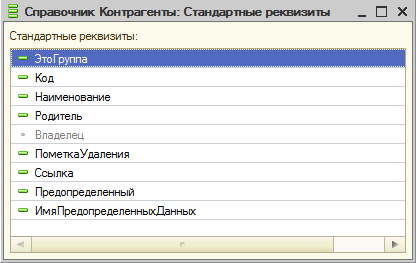 Справочник Контрагенты: Стандартные реквизиты
Стандартные реквизиты:
ЭтоГруппа
Код
Наименование
Родитель
Владелец
ПометкаУдаления
Ссылка
Предопределенный
ИмяПредопределенныхДанных